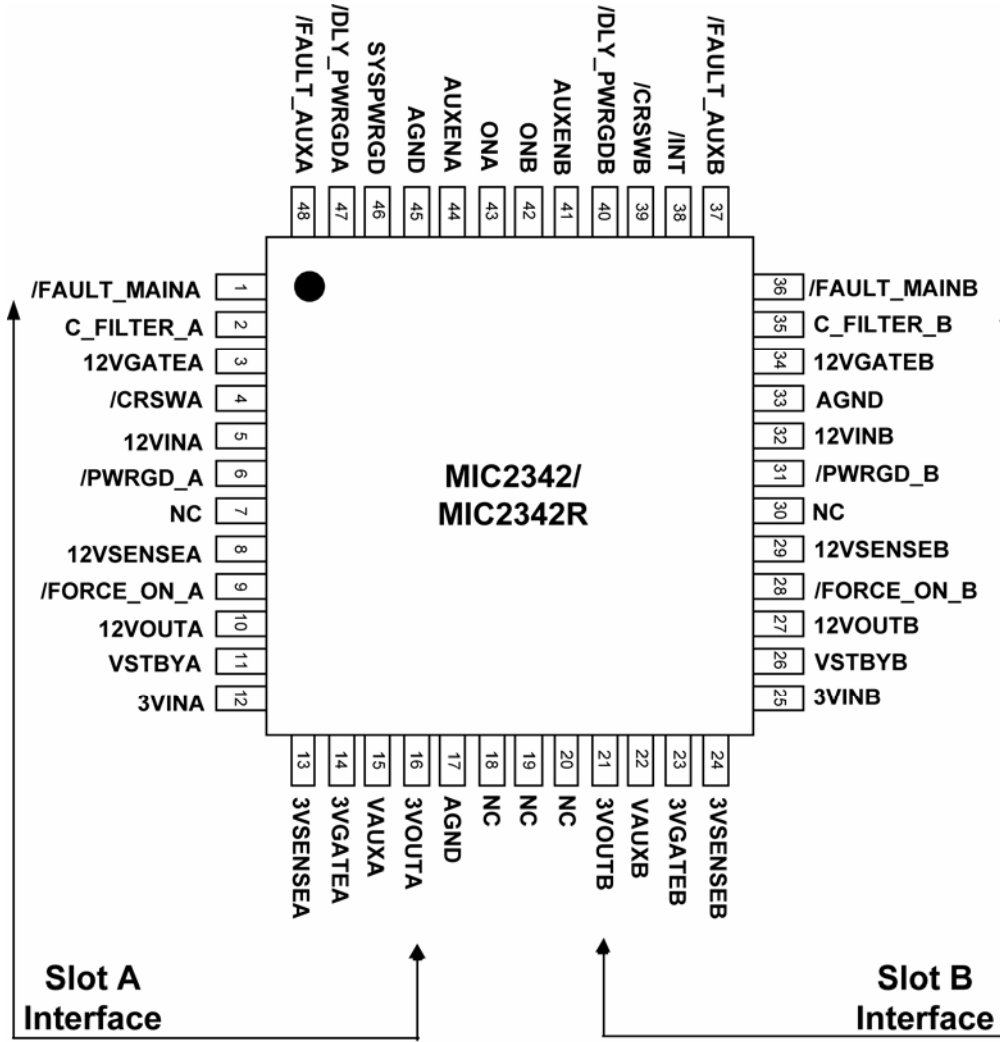 /FAULT_AUXA
/DLY_PWRGDA
SYSPWRGD
AGND
AUXENA
ONA
ONB
AUXENB
/DLY_PWRGDB
/CRSWB
/INT
/FAULT_AUXB
48
47
46
45
44
43
42
41
40
39
38
37
/FAULT_MAINA 1
C_FILTER_A 2
12VGATEA 3
/CRSWA 4
12VINA 5
/PWRGD_A 6
NC 7
12VSENSEA 8
/FORCE_ON_A 9
12VOUTA 10
VSTBYA 11
3VINA 12
MIC2342/
MIC2342R
36 /FAULT_MAINB
35 C_FILTER_B
34 12VGATEB
33 AGND
32 12VINB
31 /PWRGD_B
30 NC
29 12VSENSEB
28 /FORCE_ON_B
27 12VOUTB
26 VSTBYB
25 3VINB
13
14
15
16
17
18
19
20
21
22
23
24
3VSENSEA
3VGATEA
VAUXA
3VOUTA
AGND
NC
NC
NC
3VOUTB
VAUXB
3VGATEB
3VSENSEB
Slot A
Interface
Slot B
Interface